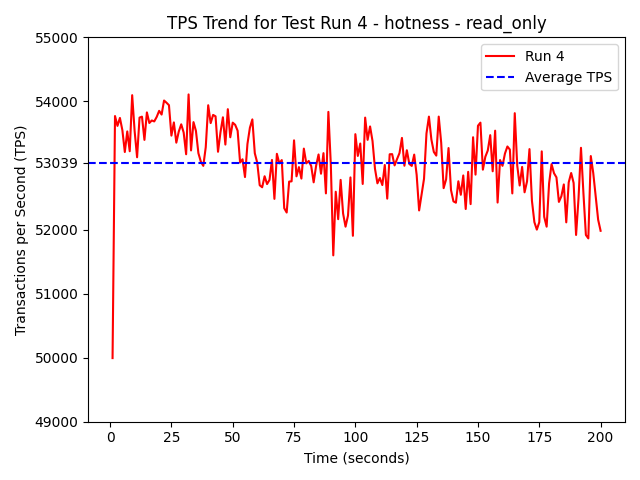 TPS Trend for Test Run 4 - hotness - read_only
Run 4
Average TPS
Transactions per Second (TPS)
55000
54000
53039
52000
51000
50000
49000
0 25 50 75 100 125 150 175 200
Time (seconds)